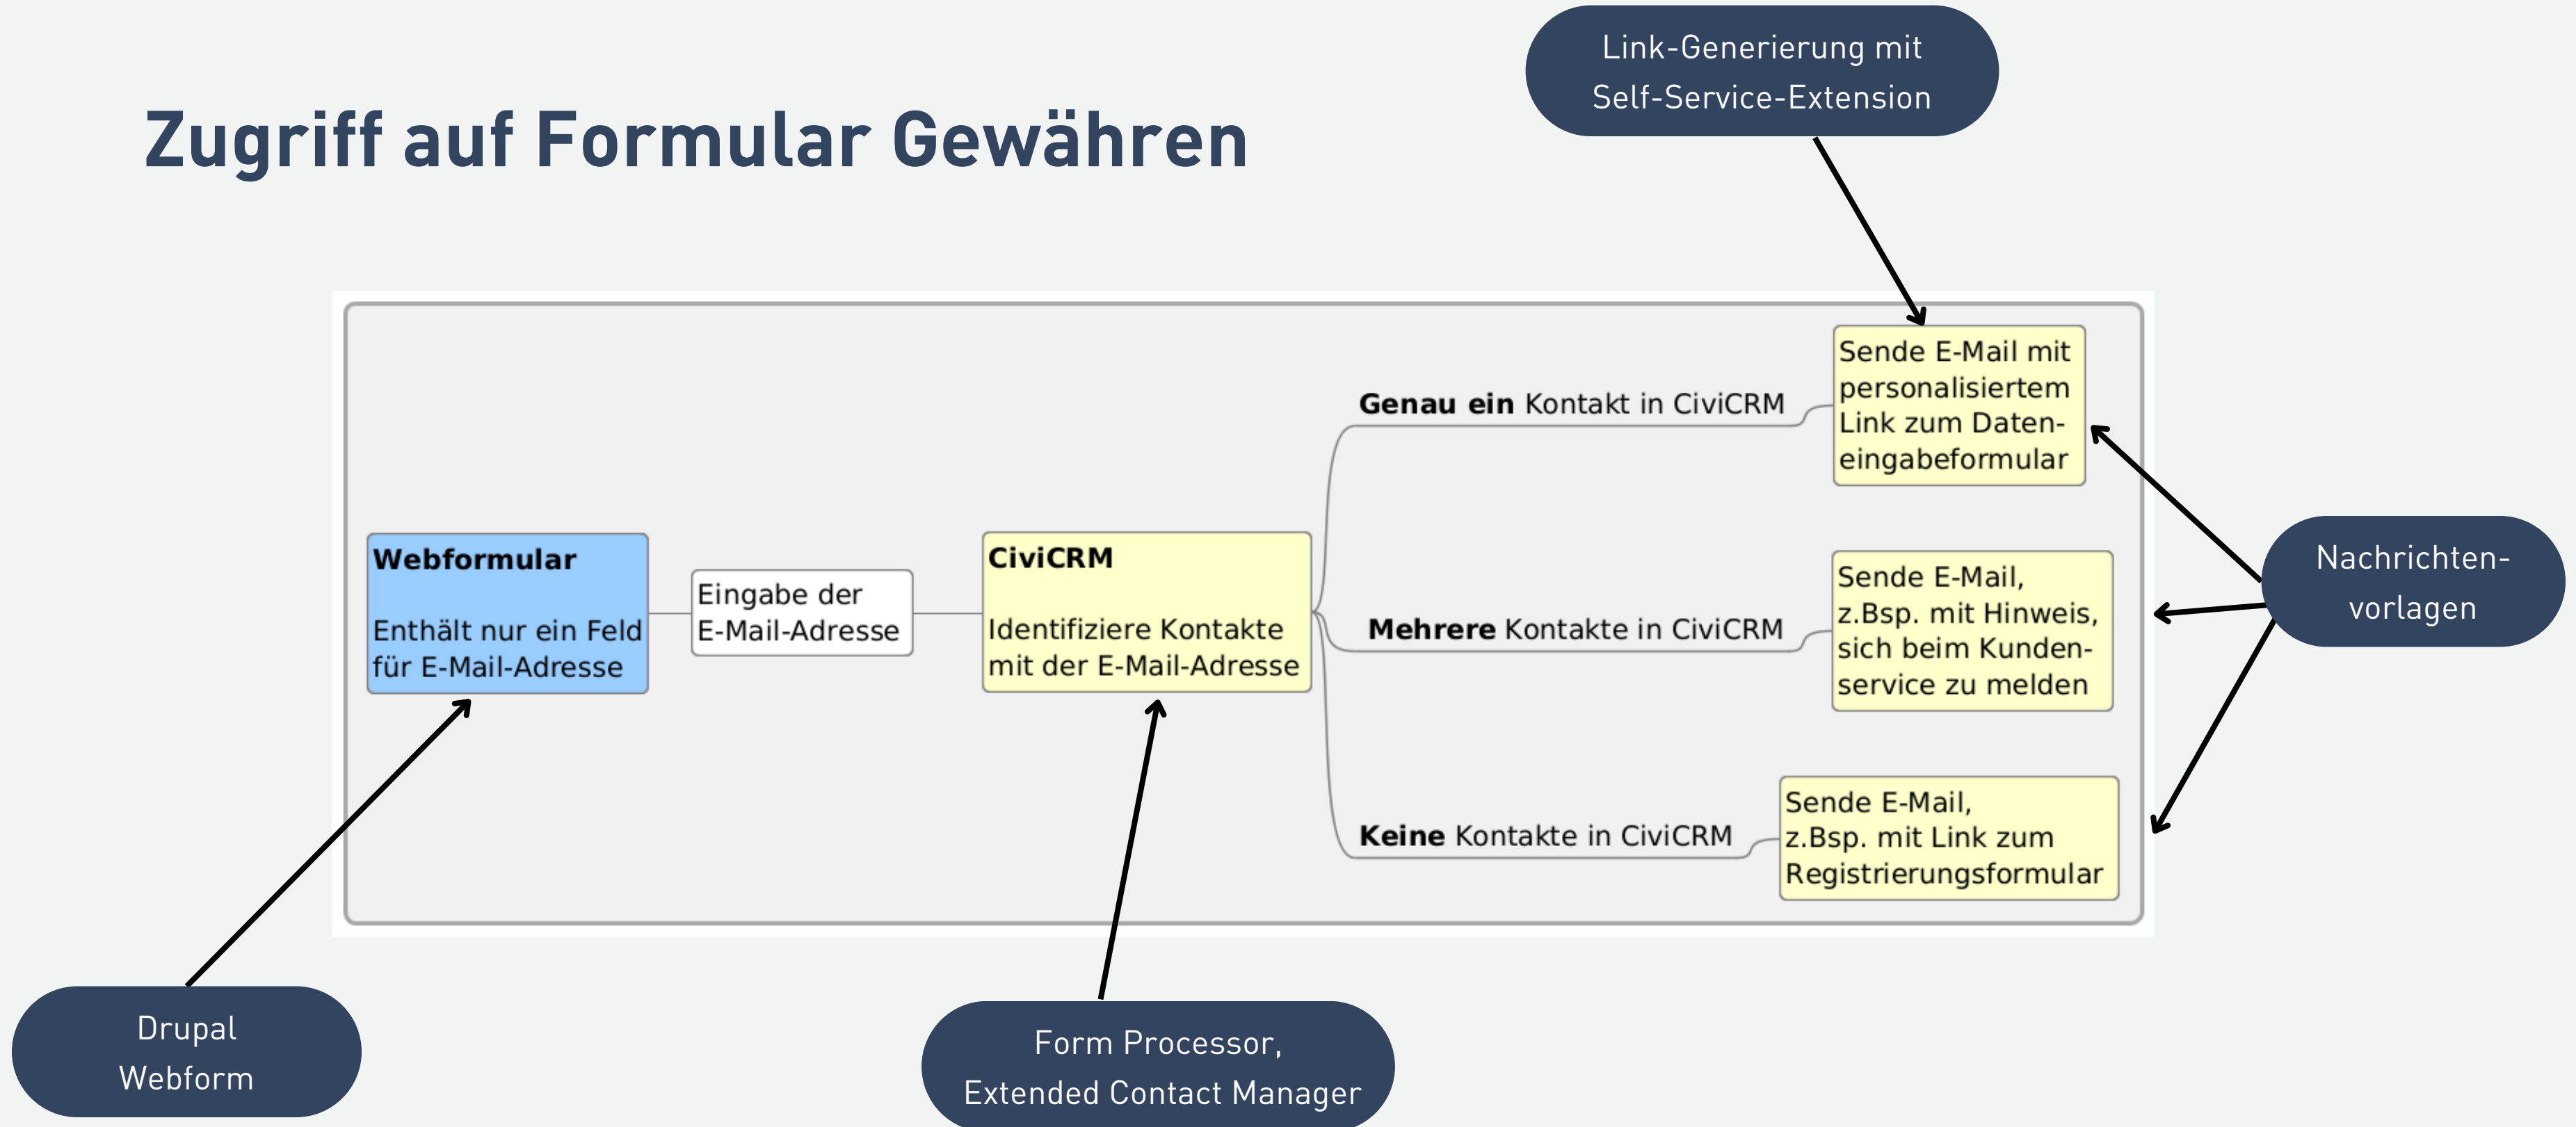 Link-Generierung mit
Self-Service-Extension
Zugriff auf Formular Gewähren
Sende E-Mail mit
personalisiertem
Link zum Daten-
eingabeformular
Genau ein Kontakt in CiviCRM
Webformular
Enthält nur ein Feld
für E-Mail-Adresse
Eingabe der
E-Mail-Adresse
CiviCRM
Identifiziere Kontakte
mit der E-Mail-Adresse
Mehrere Kontakte in CiviCRM
Sende E-Mail,
z.Bsp. mit Hinweis,
sich beim Kunden-
service zu melden
Nachrichten-
vorlagen
Keine Kontakte in CiviCRM
Sende E-Mail,
z.Bsp. mit Link zum
Registrierungsformular
Drupal
Webform
Form Processor,
Extended Contact Manager